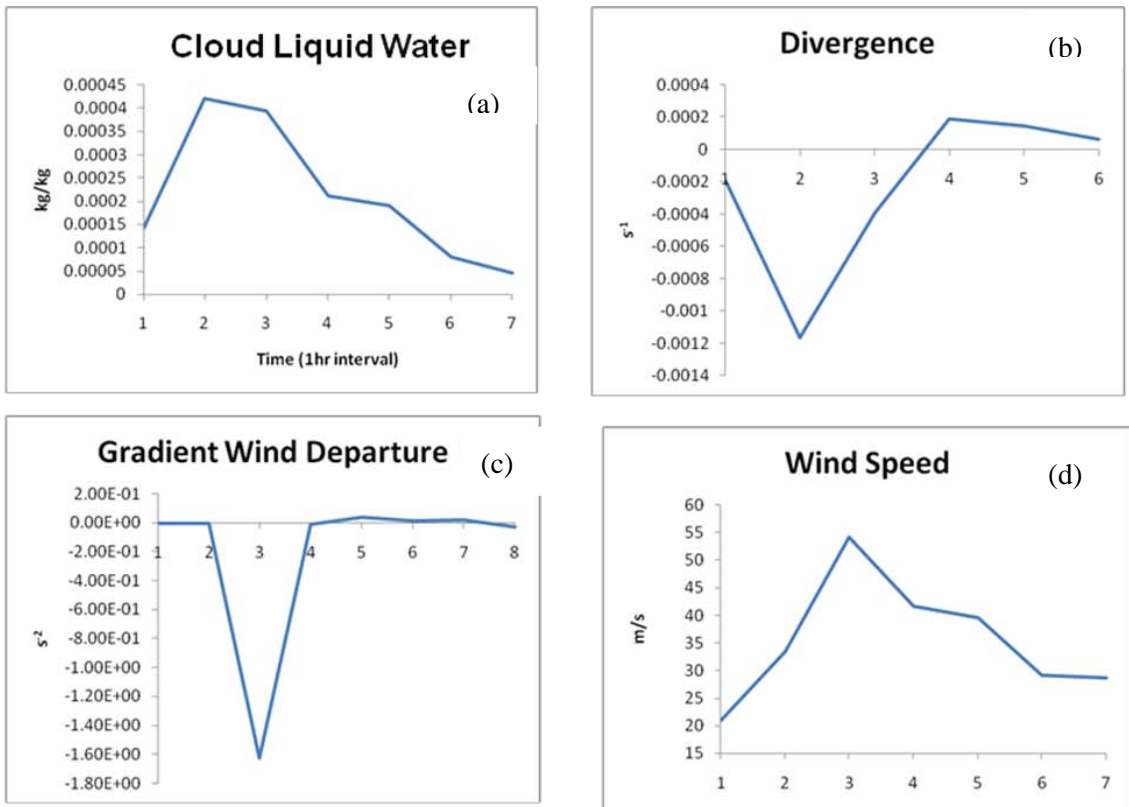 Cloud Liquid Water
(a)
0.00045
0.0004
0.00035
0.0003
0.00025
0.0002
0.00015
0.0001
0.00005
0
kg/kg
1 2 3 4 5 6 7
Time (1hr interval)
Divergence
(b)
0.0004
0.0002
0
-0.0002
-0.0004
-0.0006
-0.0008
-0.001
-0.0012
-0.0014
s-1
1 2 3 4 5 6
Gradient Wind Departure
(c)
2.00E-01
0.00E+00
-2.00E-01
-4.00E-01
-6.00E-01
-8.00E-01
-1.00E+00
-1.20E+00
-1.40E+00
-1.60E+00
-1.80E+00
s-2
1 2 3 4 5 6 7 8
Wind Speed
(d)
60
55
50
45
40
35
30
25
20
15
m/s
1 2 3 4 5 6 7